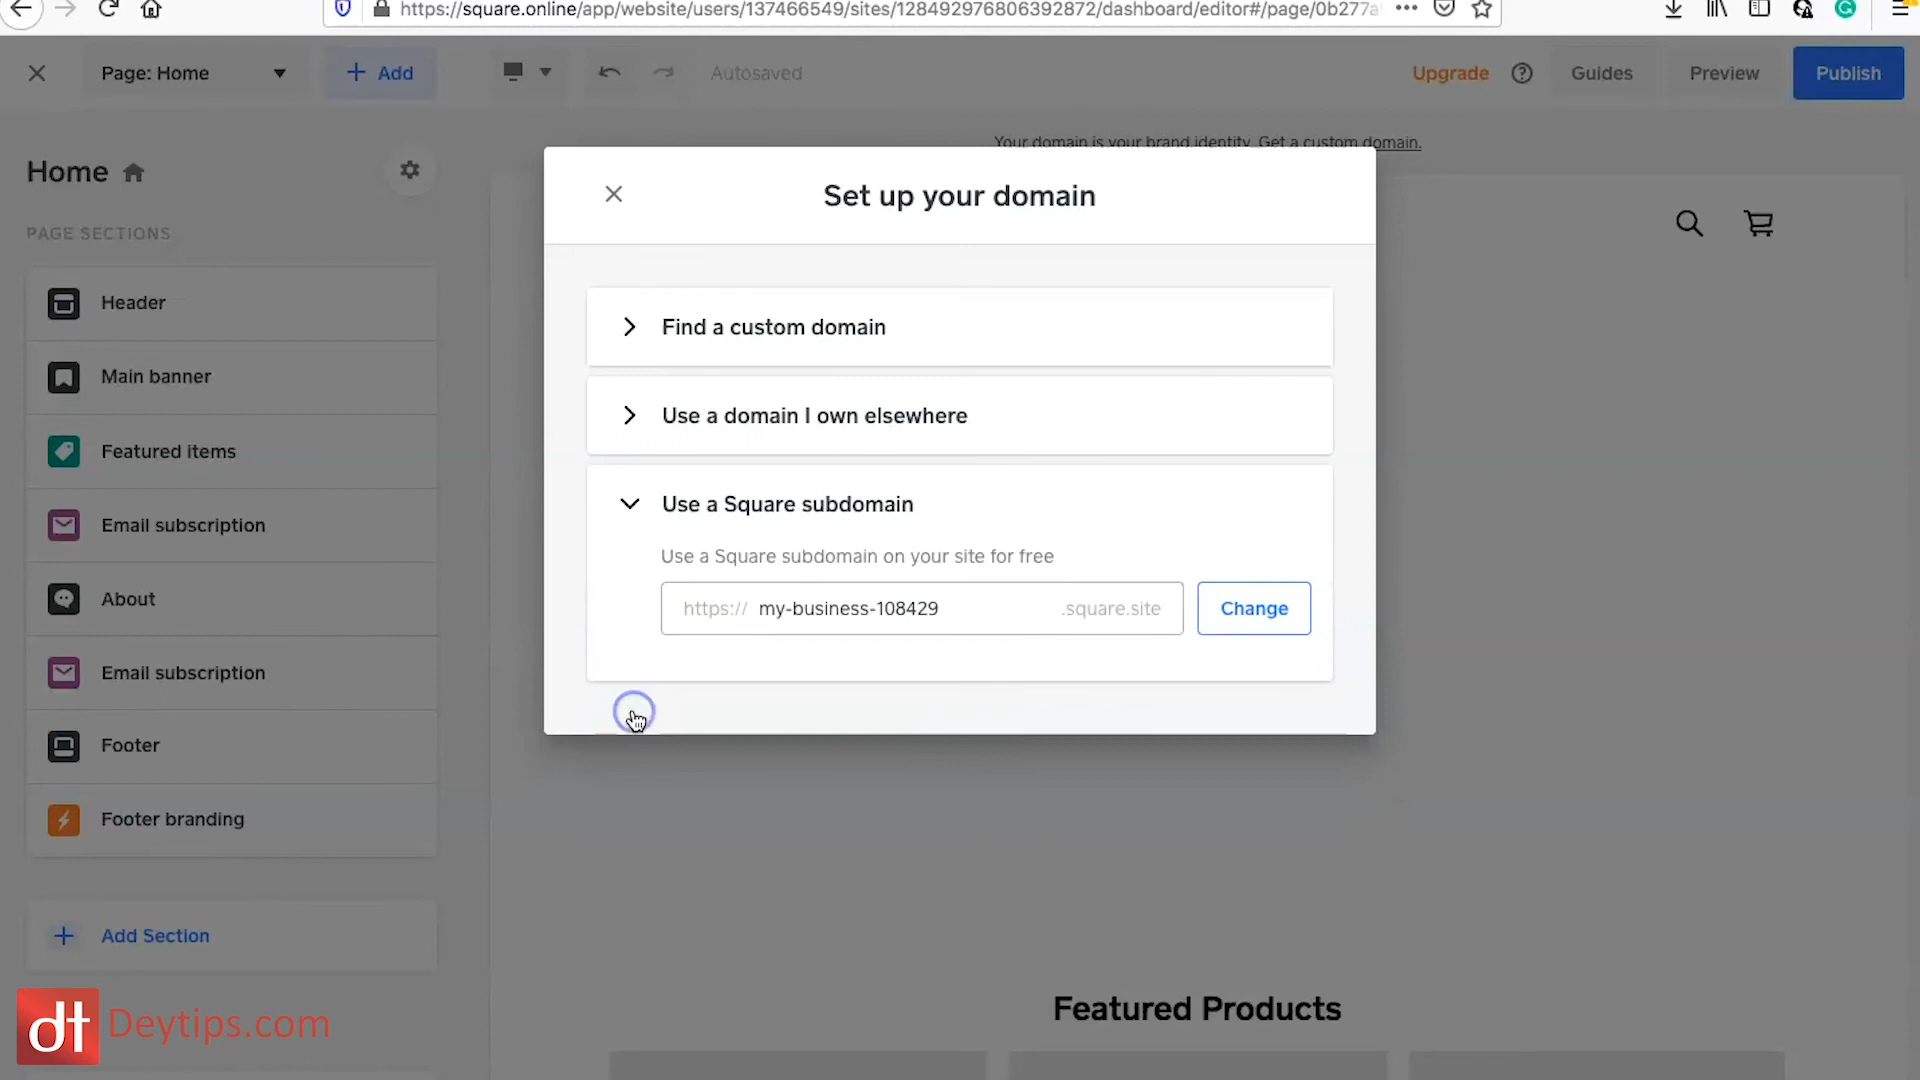 https://square.online/app/website/users/137466549/sites/128492976806392872/dashboard/editor#/page/0b277a
Page: Home
+ Add
Autosaved
Upgrade
Guides
Preview
Publish
Your domain is your brand identity. Get a custom domain.
Home
Set up your domain
PAGE SECTIONS
Header
Find a custom domain
Main banner
Use a domain I own elsewhere
Featured items
Use a Square subdomain
Email subscription
Use a Square subdomain on your site for free
About
https:// my-business-108429 .square.site
Change
Email subscription
Footer
Footer branding
+ Add Section
Featured Products
dt Deytips.com